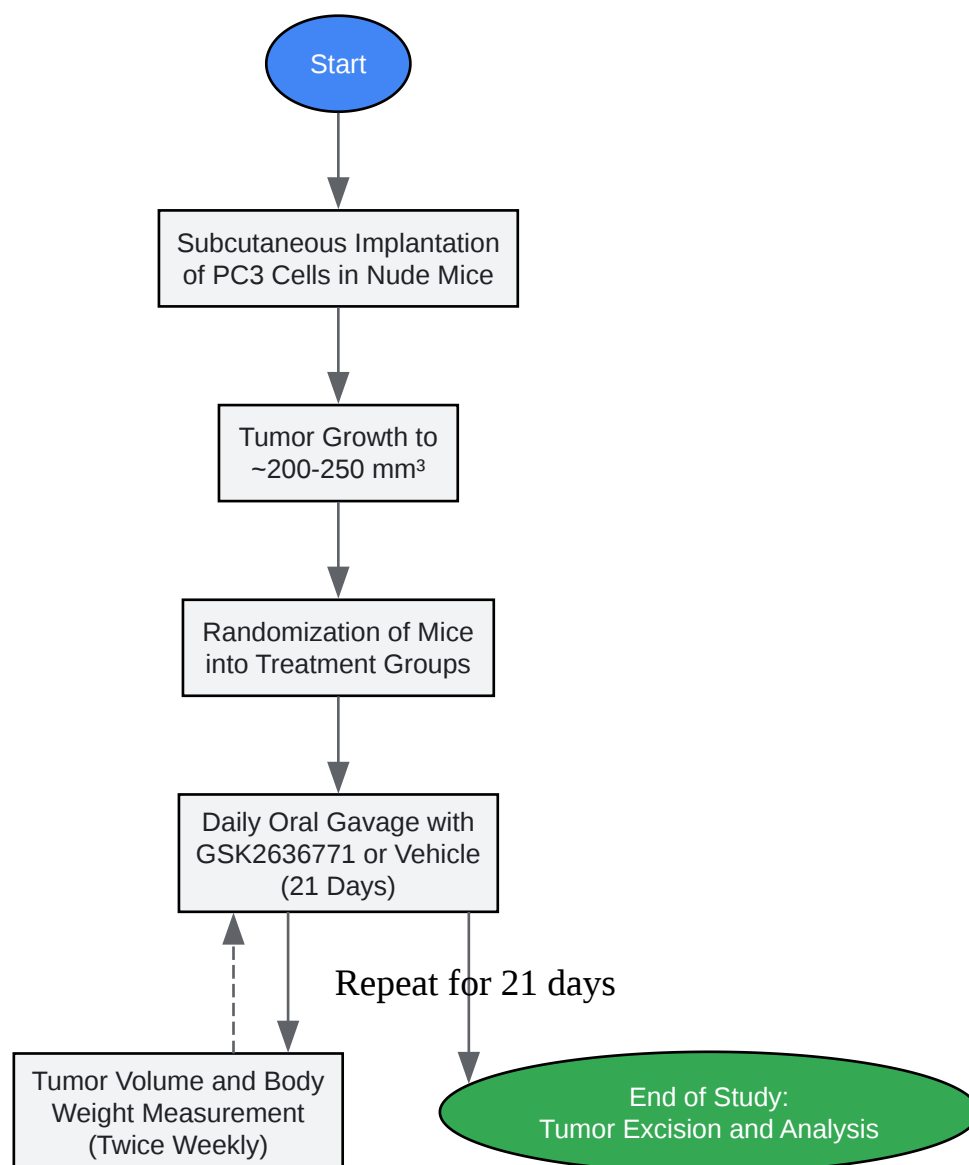 Start
Subcutaneous Implantation
of PC3 Cells in Nude Mice
Tumor Growth to
~200-250 mm³
Randomization of Mice
into Treatment Groups
Daily Oral Gavage with
GSK2636771 or Vehicle
(21 Days)
Repeat for 21 days
Tumor Volume and Body
Weight Measurement
(Twice Weekly)
End of Study:
Tumor Excision and Analysis